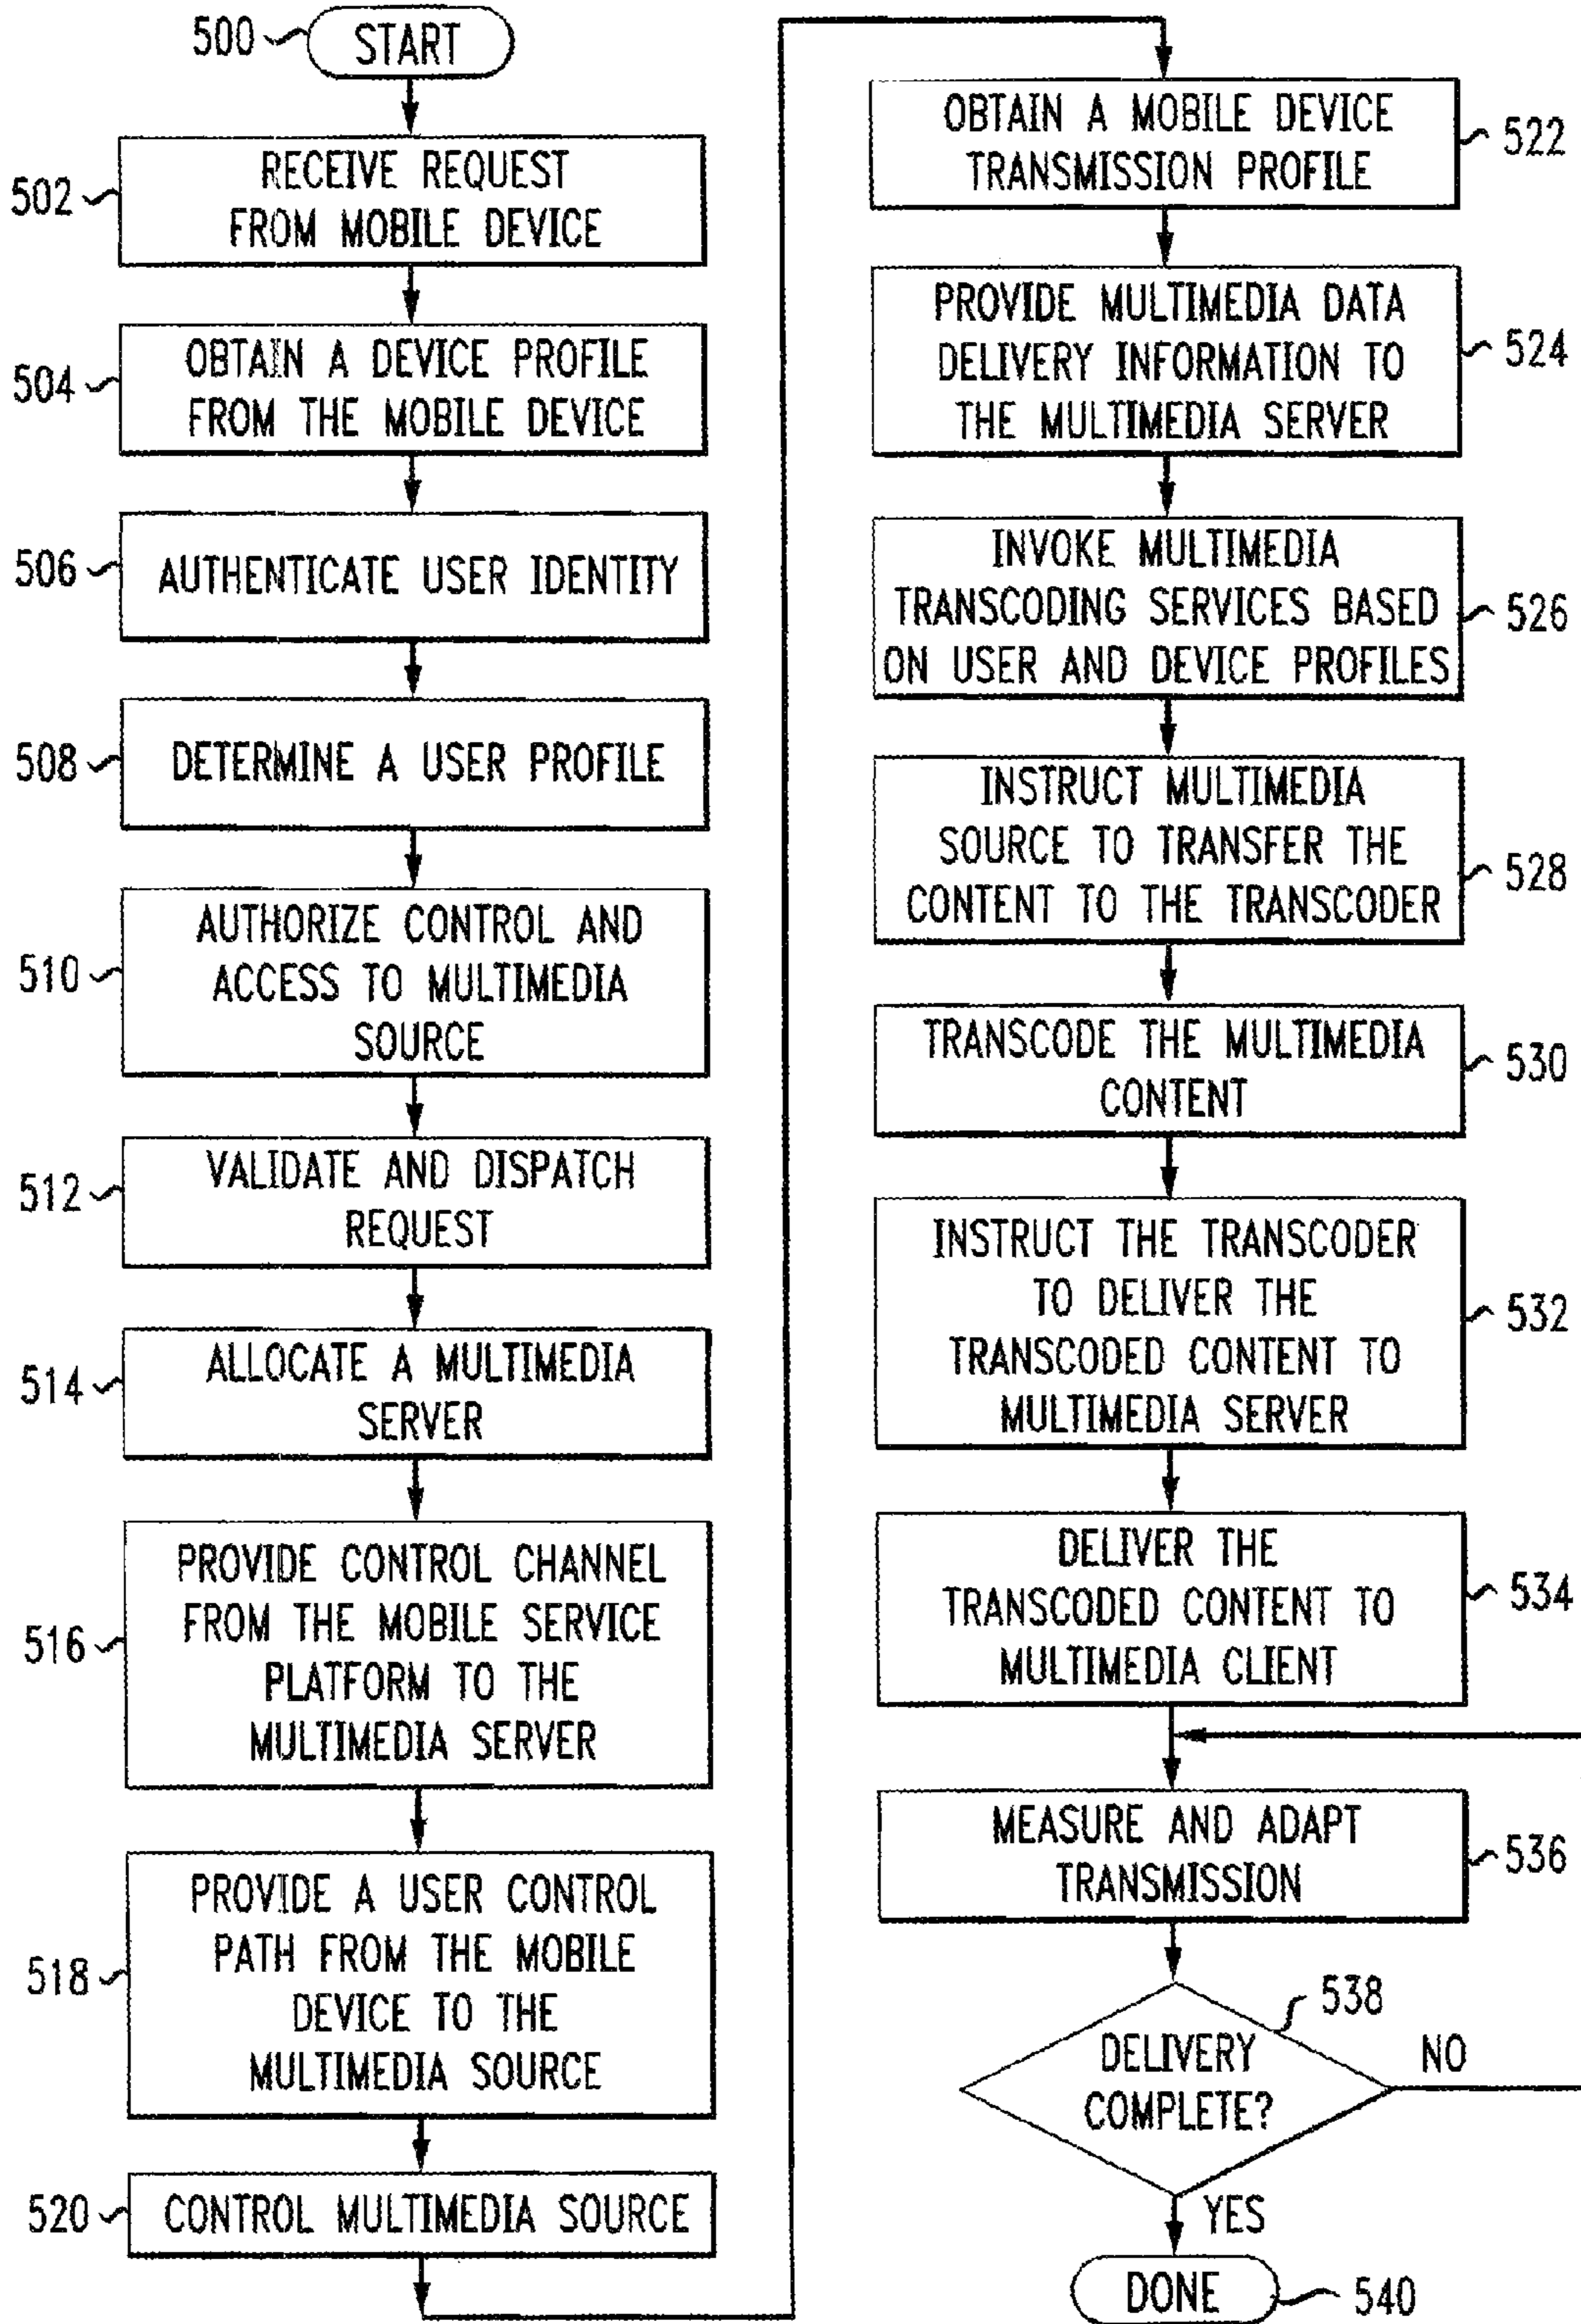 500
START
502
RECEIVE REQUEST
FROM MOBILE DEVICE
504
OBTAIN A DEVICE PROFILE
FROM THE MOBILE DEVICE
506
AUTHENTICATE USER IDENTITY
508
DETERMINE A USER PROFILE
510
AUTHORIZE CONTROL AND
ACCESS TO MULTIMEDIA
SOURCE
512
VALIDATE AND DISPATCH
REQUEST
514
ALLOCATE A MULTIMEDIA
SERVER
516
PROVIDE CONTROL CHANNEL
FROM THE MOBILE SERVICE
PLATFORM TO THE
MULTIMEDIA SERVER
518
PROVIDE A USER CONTROL
PATH FROM THE MOBILE
DEVICE TO THE
MULTIMEDIA SOURCE
520
CONTROL MULTIMEDIA SOURCE
OBTAIN A MOBILE DEVICE
TRANSMISSION PROFILE
522
PROVIDE MULTIMEDIA DATA
DELIVERY INFORMATION TO
THE MULTIMEDIA SERVER
524
INVOKE MULTIMEDIA
TRANSCODING SERVICES BASED
ON USER AND DEVICE PROFILES
526
INSTRUCT MULTIMEDIA
SOURCE TO TRANSFER THE
CONTENT TO THE TRANSCODER
528
TRANSCODE THE MULTIMEDIA
CONTENT
530
INSTRUCT THE TRANSCODER
TO DELIVER THE
TRANSCODED CONTENT TO
MULTIMEDIA SERVER
532
DELIVER THE
TRANSCODED CONTENT TO
MULTIMEDIA CLIENT
534
MEASURE AND ADAPT
TRANSMISSION
536
538
DELIVERY
COMPLETE?
NO
YES
DONE
540